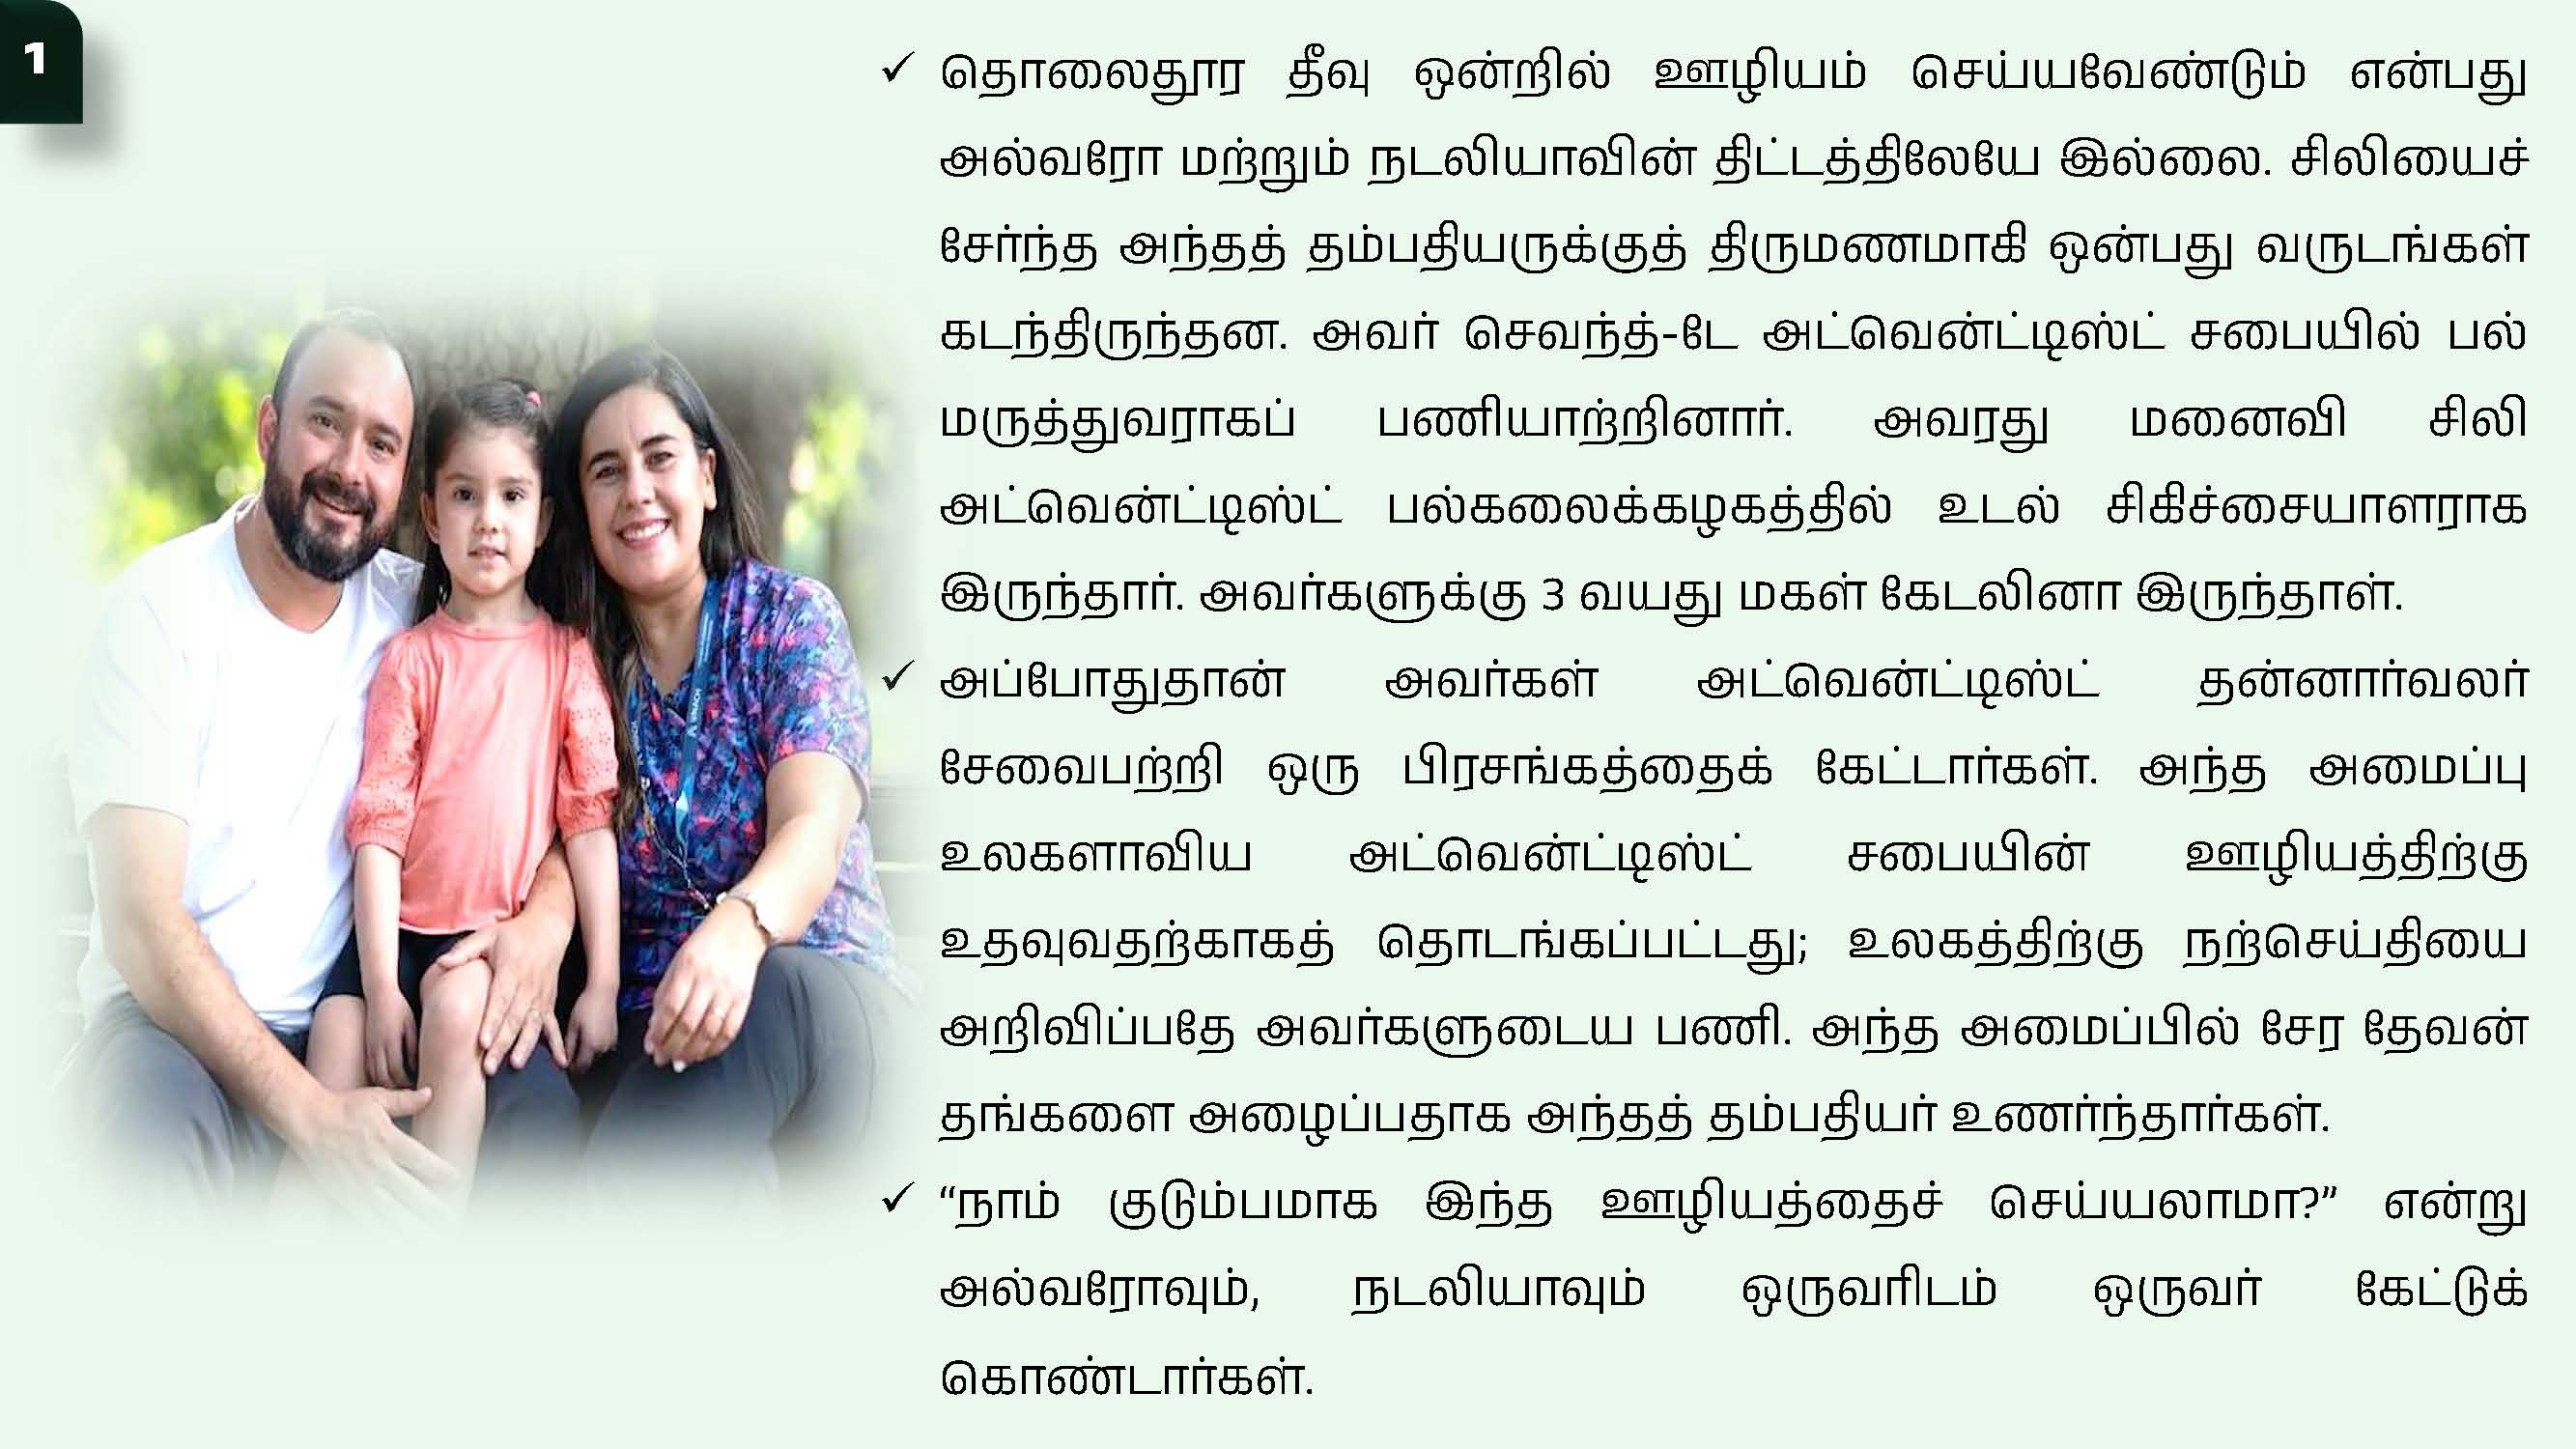 1
✓ தொலைதூர தீவு ஒன்றில் ஊழியம் செய்யவேண்டும் என்பது
அல்வரோ மற்றும் நடலியாவின் திட்டத்திலேயே இல்லை. சிலியைச்
சேர்ந்த அந்தத் தம்பதியருக்குத் திருமணமாகி ஒன்பது வருடங்கள்
கடந்திருந்தன. அவர் செவந்த்-டே அட்வென்ட்டிஸ்ட் சபையில் பல்
மருத்துவராகப் பணியாற்றினார். அவரது மனைவி சிலி
அட்வென்ட்டிஸ்ட் பல்கலைக்கழகத்தில் உடல் சிகிச்சையாளராக
இருந்தார். அவர்களுக்கு 3 வயது மகள் கேடலினா இருந்தாள்.
✓ அப்போதுதான் அவர்கள் அட்வென்ட்டிஸ்ட் தன்னார்வலர்
சேவைபற்றி ஒரு பிரசங்கத்தைக் கேட்டார்கள். அந்த அமைப்பு
உலகளாவிய அட்வென்ட்டிஸ்ட் சபையின் ஊழியத்திற்கு
உதவுவதற்காகத் தொடங்கப்பட்டது; உலகத்திற்கு நற்செய்தியை
அறிவிப்பதே அவர்களுடைய பணி. அந்த அமைப்பில் சேர தேவன்
தங்களை அழைப்பதாக அந்தத் தம்பதியர் உணர்ந்தார்கள்.
✓ “நாம் குடும்பமாக இந்த ஊழியத்தைச் செய்யலாமா?” என்று
அல்வரோவும், நடலியாவும் ஒருவரிடம் ஒருவர் கேட்டுக்
கொண்டார்கள்.